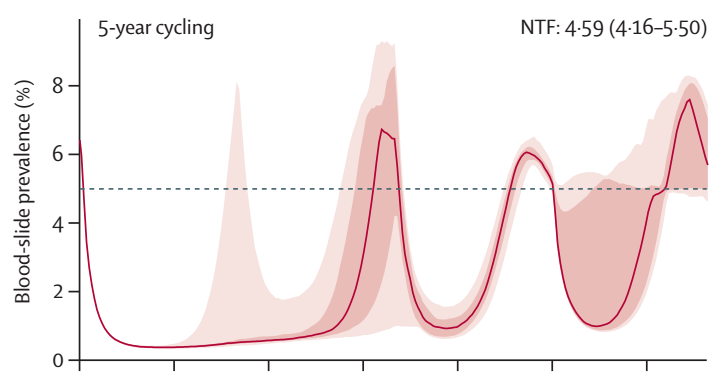 5-year cycling
NTF: 4·59 (4·16–5·50)
Blood-slide prevalence (%)
8
6
4
2
0